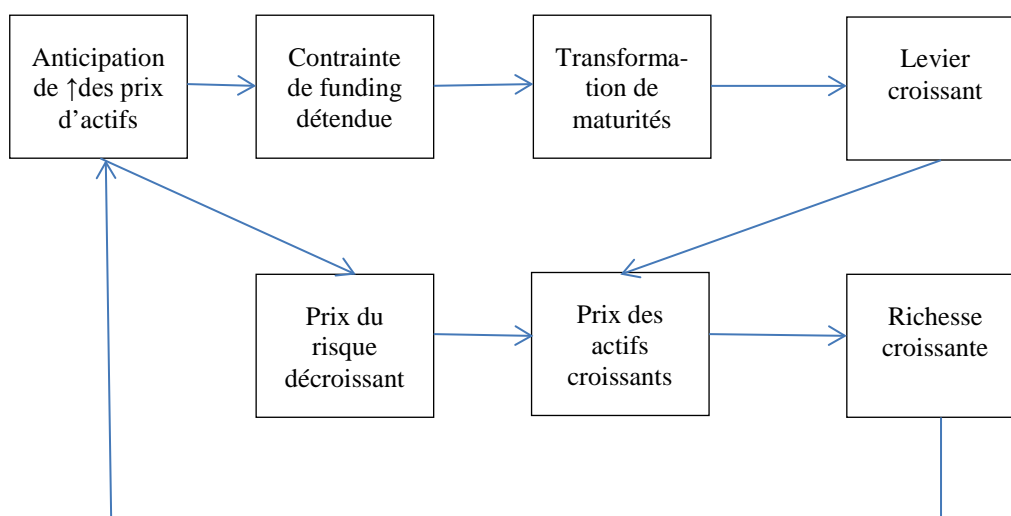 Anticipation
de ↑des prix
d’actifs
Contrainte
de funding
détendue
Transforma-
tion de
maturités
Levier
croissant
Prix du
risque
décroissant
Prix des
actifs
croissants
Richesse
croissante